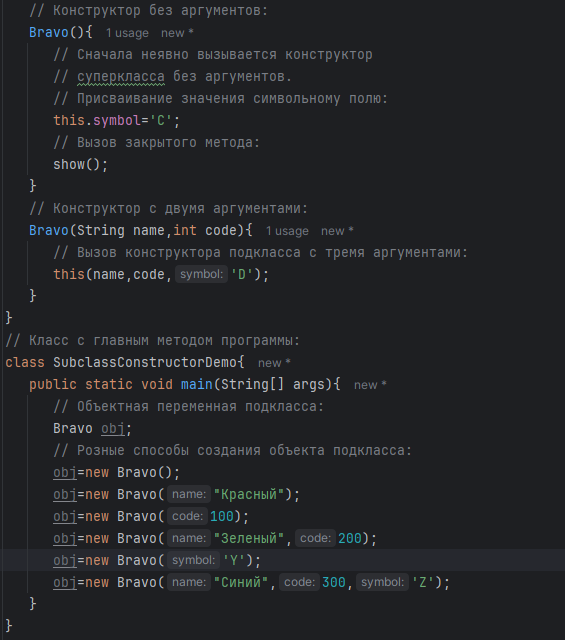 // Конструктор без аргументов:
Bravo(){ 1 usage new *
// Сначала неявно вызывается конструктор
// суперкласса без аргументов.
// Присваивание значения символьному полю:
this.symbol='C';
// Вызов закрытого метода:
show();
}
// Конструктор с двумя аргументами:
Bravo(String name,int code){ 1 usage new *
// Вызов конструктора подкласса с тремя аргументами:
this(name,code, symbol: 'D');
}
}
// Класс с главным методом программы:
class SubclassConstructorDemo{ new *
public static void main(String[] args){ new *
// Объектная переменная подкласса:
Bravo obj;
// Розные способы создания объекта подкласса:
obj=new Bravo();
obj=new Bravo( name: "Красный");
obj=new Bravo( code: 100);
obj=new Bravo( name: "Зеленый", code: 200);
obj=new Bravo( symbol: 'Y');
obj=new Bravo( name: "Синий", code: 300, symbol: 'Z');
}
}